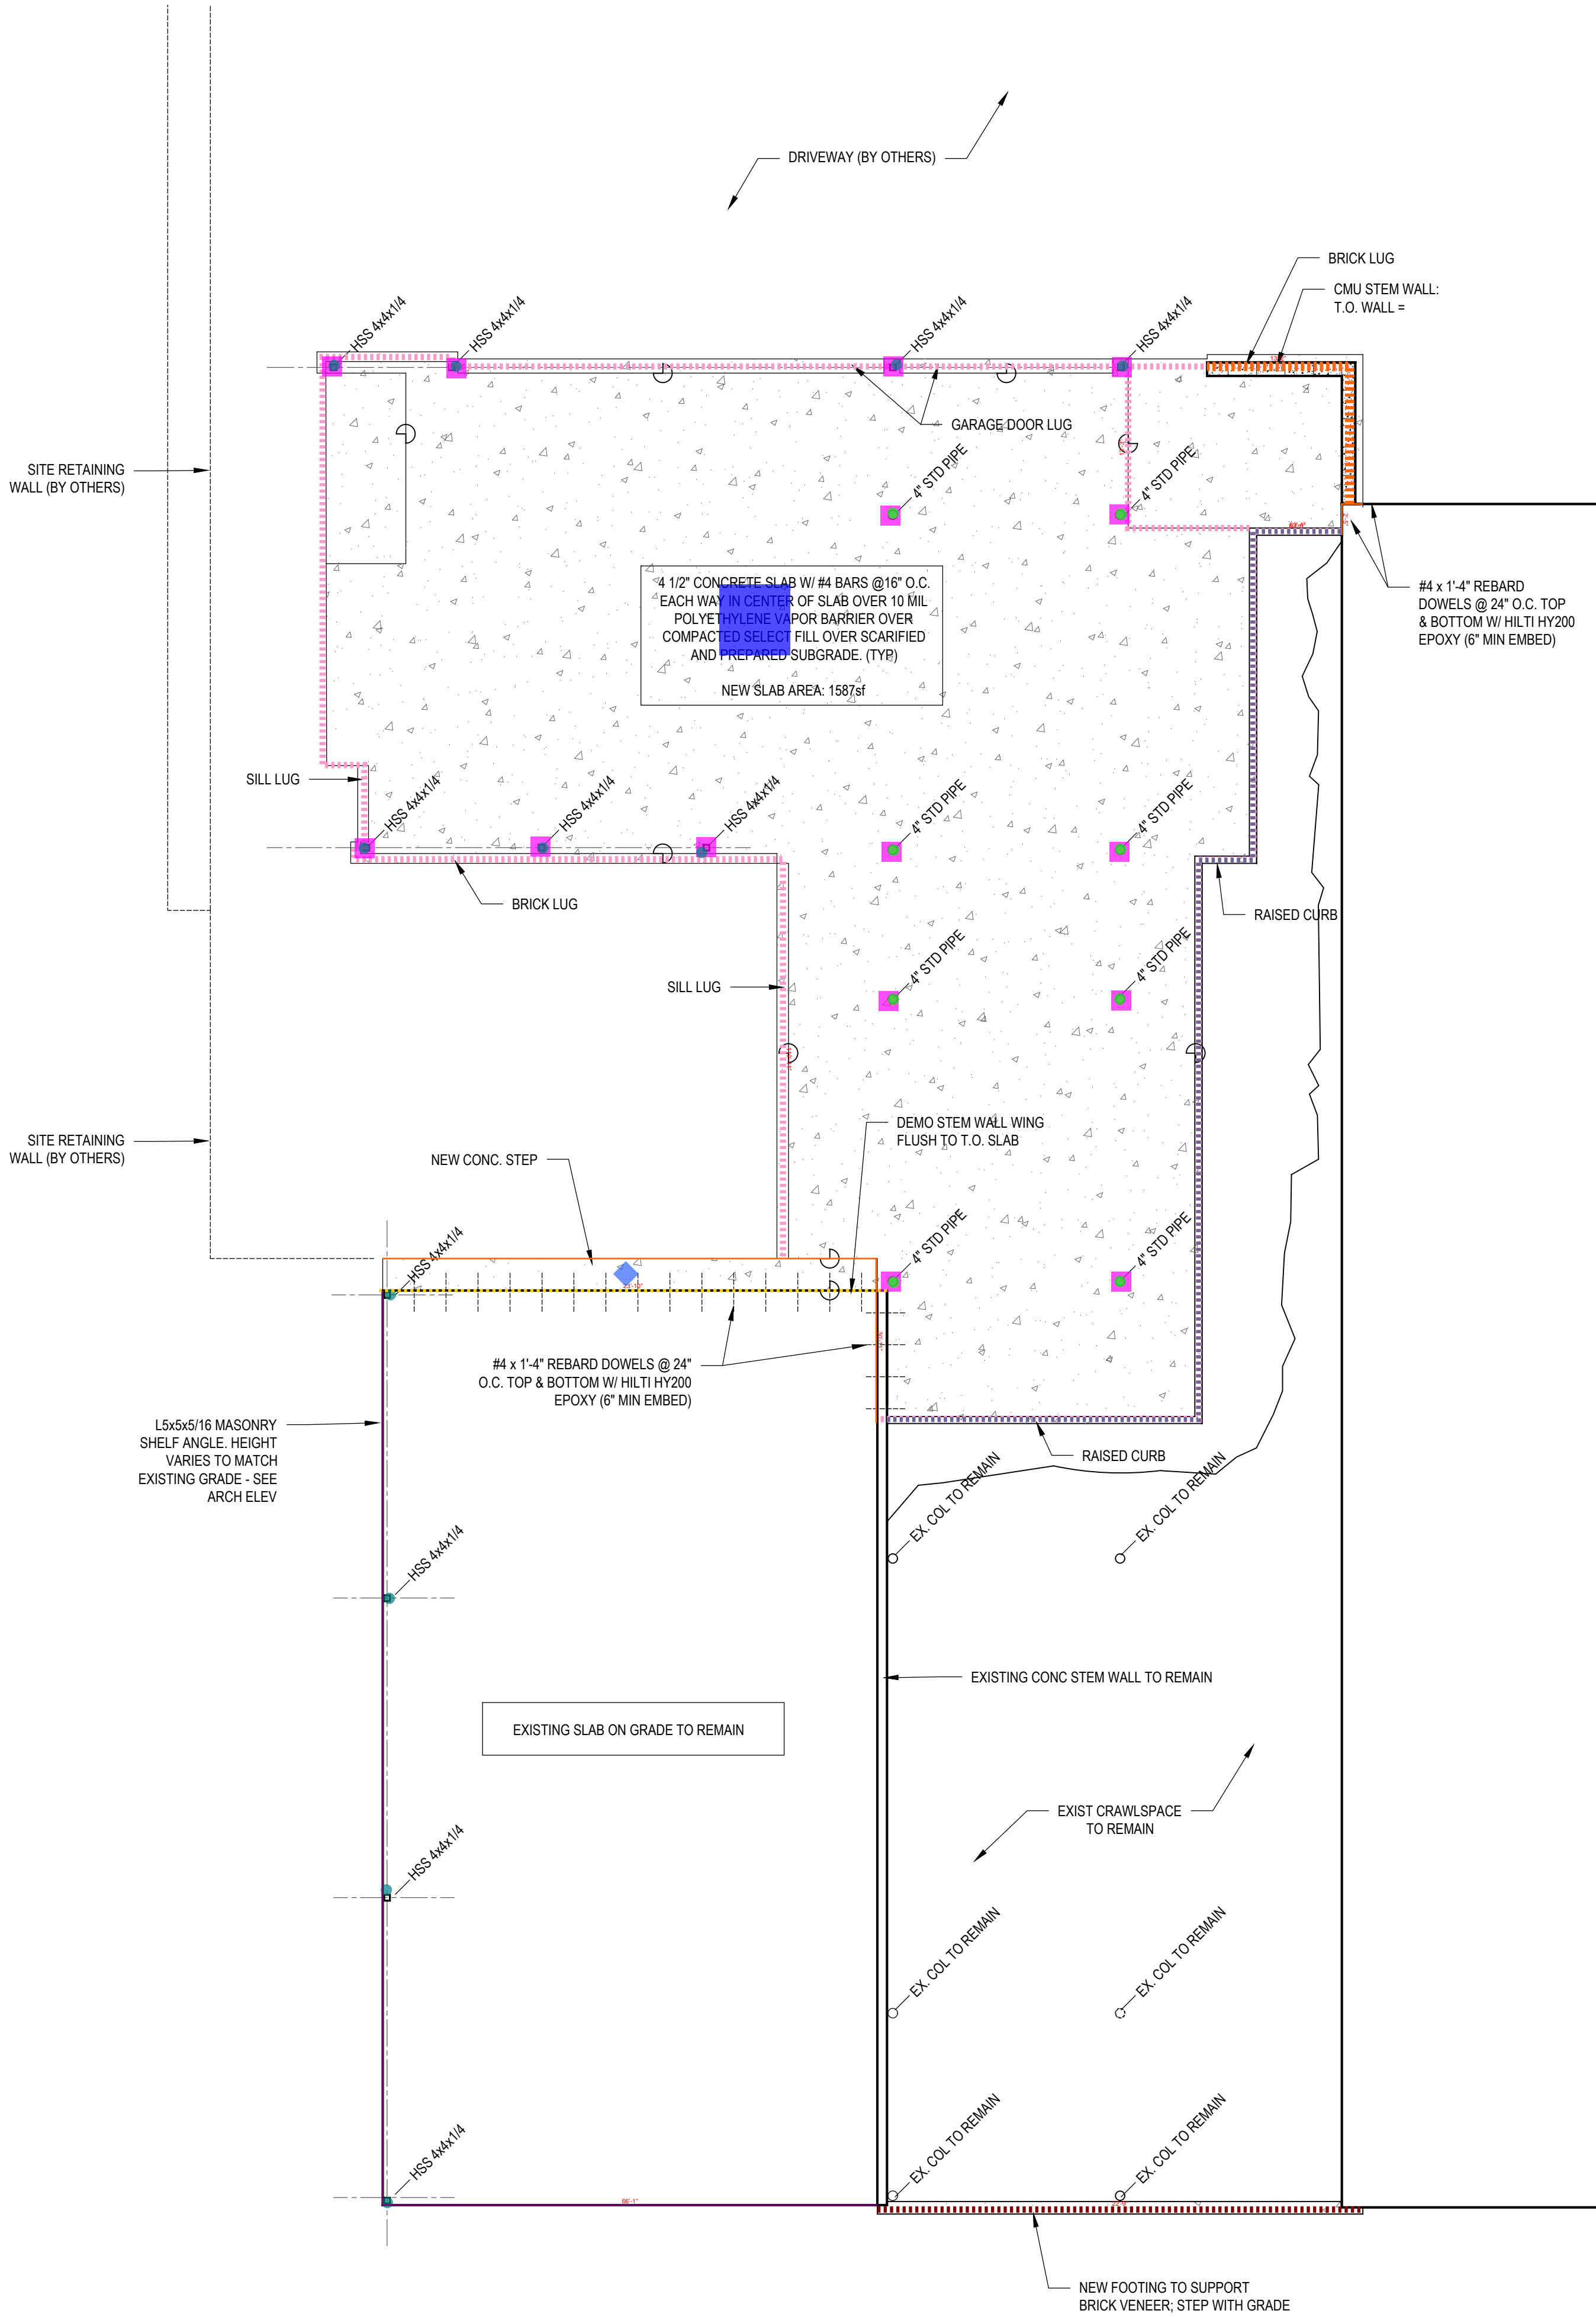 DRIVEWAY (BY OTHERS)
BRICK LUG
CMU STEM WALL:
T.O. WALL =
HSS 4x4x1/4
HSS 4x4x1/4
HSS 4x4x1/4
HSS 4x4x1/4
GARAGE DOOR LUG
SITE RETAINING
WALL (BY OTHERS)
4" STD PIPE
4" STD PIPE
4 1/2" CONCRETE SLAB W/ #4 BARS @16" O.C.
EACH WAY IN CENTER OF SLAB OVER 10 MIL
POLYETHYLENE VAPOR BARRIER OVER
COMPACTED SELECT FILL OVER SCARIFIED
AND PREPARED SUBGRADE. (TYP)
NEW SLAB AREA: 1587sf
#4 x 1'-4" REBARD
DOWELS @ 24" O.C. TOP
& BOTTOM W/ HILTI HY200
EPOXY (6" MIN EMBED)
SILL LUG
HSS 4x4x1/4
HSS 4x4x1/4
HSS 4x4x1/4
4" STD PIPE
4" STD PIPE
BRICK LUG
RAISED CURB
SILL LUG
4" STD PIPE
4" STD PIPE
DEMO STEM WALL WING
FLUSH TO T.O. SLAB
SITE RETAINING
WALL (BY OTHERS)
NEW CONC. STEP
HSS 4x4x1/4
4" STD PIPE
4" STD PIPE
#4 x 1'-4" REBARD DOWELS @ 24"
O.C. TOP & BOTTOM W/ HILTI HY200
EPOXY (6" MIN EMBED)
L5x5x5/16 MASONRY
SHELF ANGLE. HEIGHT
VARIES TO MATCH
EXISTING GRADE - SEE
ARCH ELEV
RAISED CURB
EX. COL TO REMAIN
EX. COL TO REMAIN
HSS 4x4x1/4
EXISTING CONC STEM WALL TO REMAIN
EXISTING SLAB ON GRADE TO REMAIN
EXIST CRAWLSPACE
TO REMAIN
HSS 4x4x1/4
EX. COL TO REMAIN
EX. COL TO REMAIN
HSS 4x4x1/4
EX. COL TO REMAIN
EX. COL TO REMAIN
66'-1"
NEW FOOTING TO SUPPORT
BRICK VENEER; STEP WITH GRADE